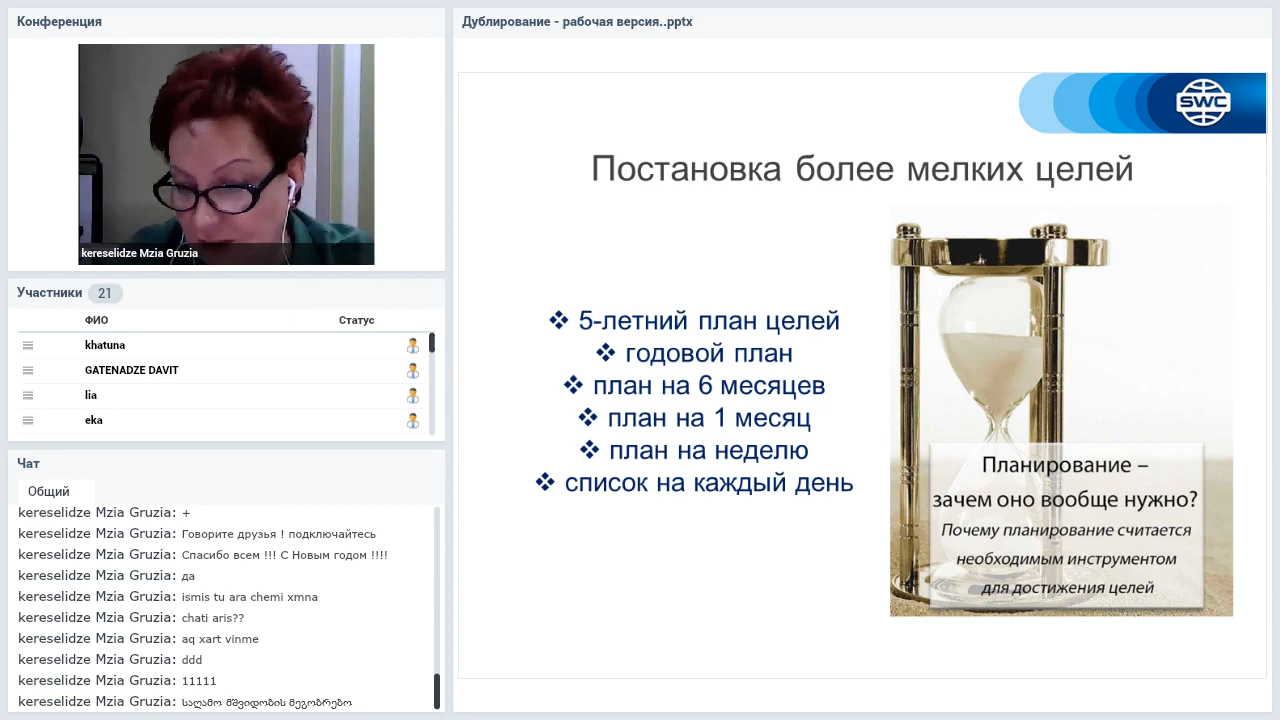 Конференция
kereselidze Mzia Gruzia
Участники 21
ФИО Статус
khatuna
GATENADZE DAVIT
lia
eka
Чат
Общий
kereselidze Mzia Gruzia: +
kereselidze Mzia Gruzia: Говорите друзья ! подключайтесь
kereselidze Mzia Gruzia: Спасибо всем !!! С Новым годом !!!!
kereselidze Mzia Gruzia: да
kereselidze Mzia Gruzia: ismis tu ara chemi xmna
kereselidze Mzia Gruzia: chati aris??
kereselidze Mzia Gruzia: aq xart vinme
kereselidze Mzia Gruzia: ddd
kereselidze Mzia Gruzia: 11111
kereselidze Mzia Gruzia: საღამო მშვიდობის მეგობრებო
Дублирование - рабочая версия..pptx
SWC
Постановка более мелких целей
❖ 5-летний план целей
❖ годовой план
❖ план на 6 месяцев
❖ план на 1 месяц
❖ план на неделю
❖ список на каждый день
Планирование –
зачем оно вообще нужно?
Почему планирование считается
необходимым инструментом
для достижения целей